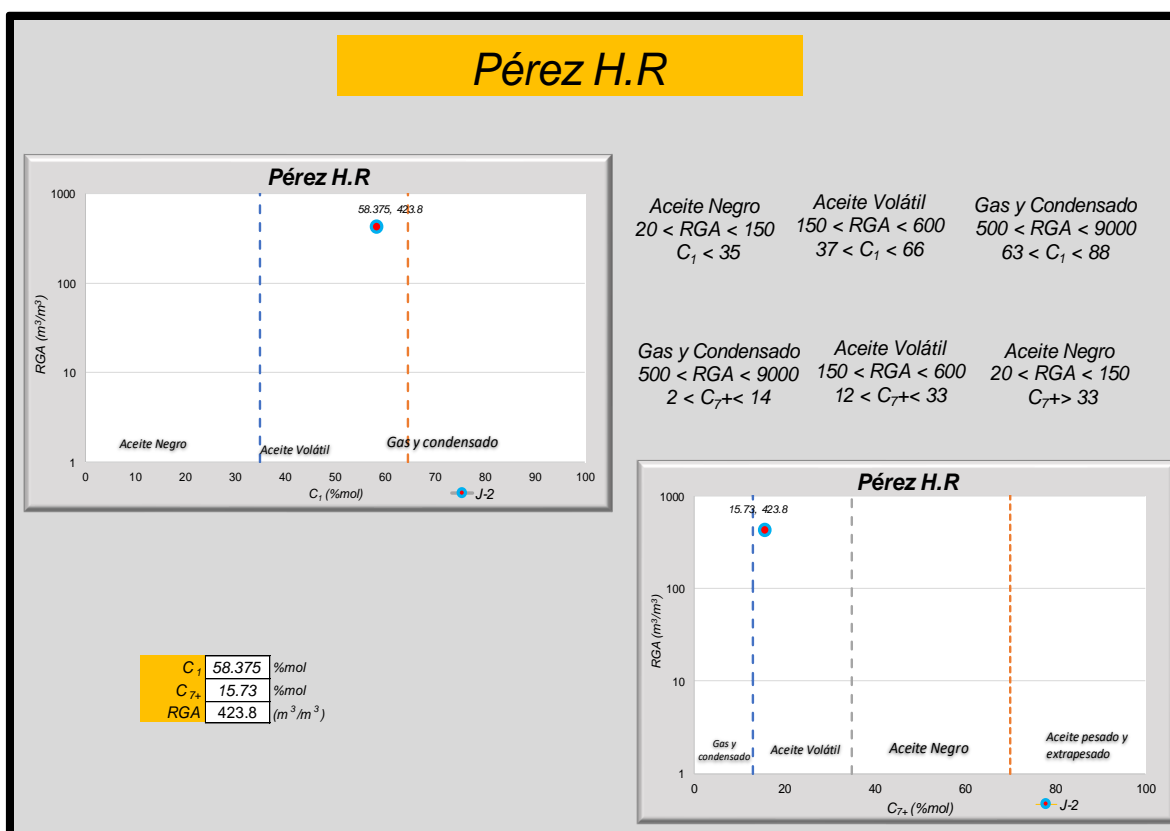 Pérez H.R
Pérez H.R
RGA (m³/m³)
1000
100
10
1
58.375, 423.8
Aceite Negro
Aceite Volátil
Gas y condensado
0 10 20 30 40 50 60 70 80 90 100
C₁ (%mol)
J-2
Aceite Negro
20 < RGA < 150
C₁ < 35
Aceite Volátil
150 < RGA < 600
37 < C₁ < 66
Gas y Condensado
500 < RGA < 9000
63 < C₁ < 88
Gas y Condensado
500 < RGA < 9000
2 < C₇+< 14
Aceite Volátil
150 < RGA < 600
12 < C₇+< 33
Aceite Negro
20 < RGA < 150
C₇+> 33
C₁ 58.375 %mol
C₇₊ 15.73 %mol
RGA 423.8 (m³/m³)
Pérez H.R
RGA (m³/m³)
1000
100
10
1
15.73, 423.8
Gas y
condensado
Aceite Volátil
Aceite Negro
Aceite pesado y
extrapesado
0 20 40 60 80 100
C₇₊ (%mol)
J-2